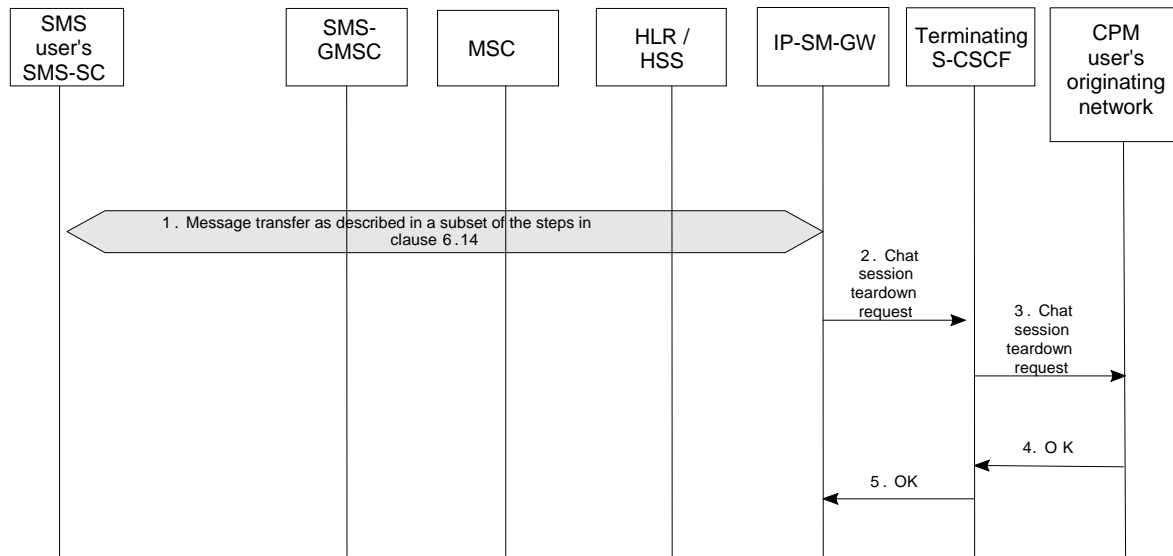 SMS
user's
SMS-SC
SMS-
GMSC
MSC
HLR /
HSS
IP-SM-GW
Terminating
S-CSCF
CPM
user's
originating
network
1. Message transfer as described in a subset of the steps in
clause 6.14
2. Chat
session
teardown
request
3. Chat
session
teardown
request
4. O K
5. OK